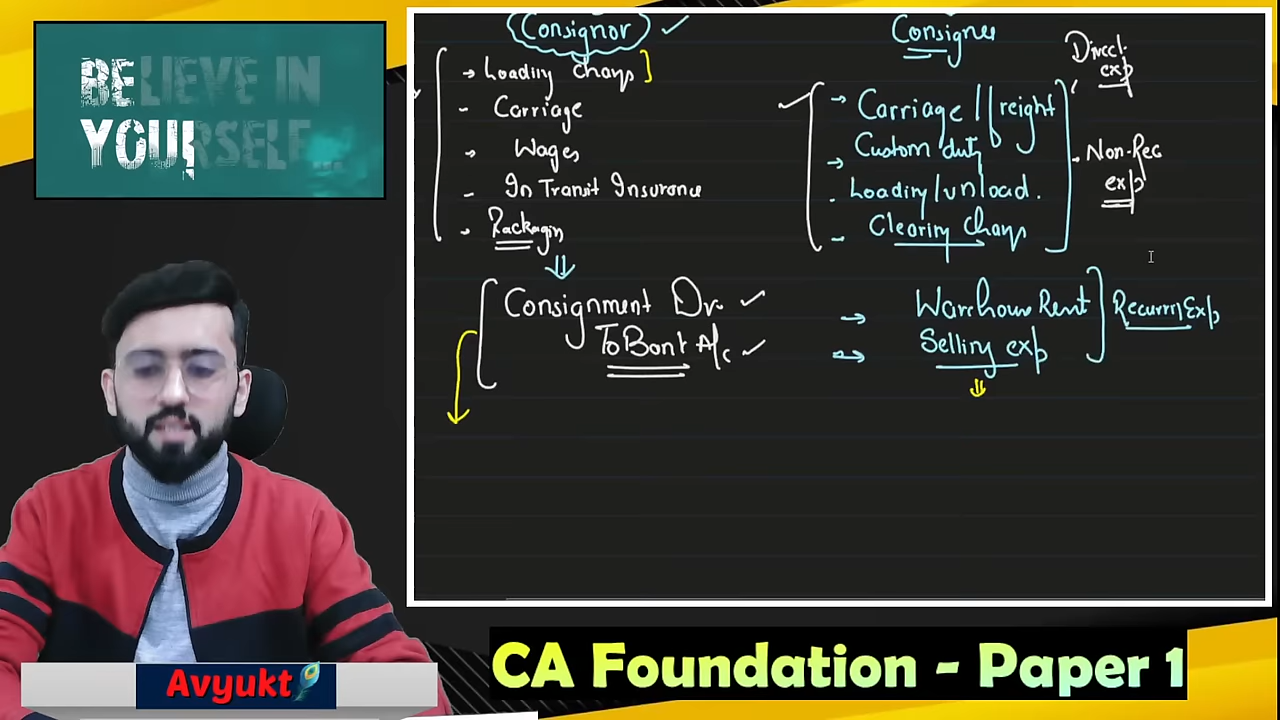 BELIEVE IN
YOURSELF...
Consignor
→ Loading Charges
- Carriage
→ Wages
- In Transit Insurance
→ Packaging
Consignment Dr.
To Bank A/c
Consignee
→ Carriage / freight
→ Custom duty
· Loading/unload.
- Clearing Charges
Direct
exp
- Non-Rec
exp
→ Warehouse Rent
⇒ Selling exp
Recurring Exp
Avyukt
CA Foundation - Paper 1